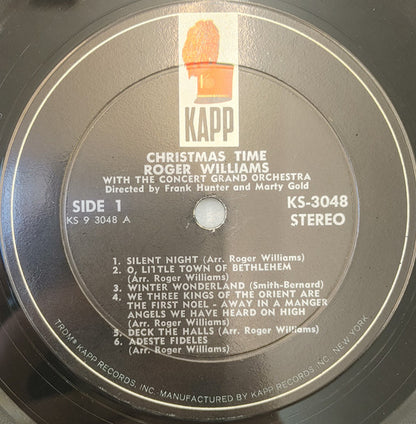 KAPP
CHRISTMAS TIME
ROGER WILLIAMS
WITH THE CONCERT GRAND ORCHESTRA
Directed by Frank Hunter and Marty Gold
SIDE 1
KS 9 3048 A
KS-3048
STEREO
1. SILENT NIGHT (Arr. Roger Williams)
2. O, LITTLE TOWN OF BETHLEHEM
(Arr. Roger Williams)
3. WINTER WONDERLAND (Smith-Bernard)
4. WE THREE KINGS OF THE ORIENT ARE
THE FIRST NOEL - AWAY IN A MANGER
ANGELS WE HAVE HEARD ON HIGH
(Arr. Roger Williams)
5. DECK THE HALLS (Arr. Roger Williams)
6. ADESTE FIDELES
(Arr. Roger Williams)
TRDMK KAPP RECORDS, INC. MANUFACTURED BY KAPP RECORDS INC. NEW YORK